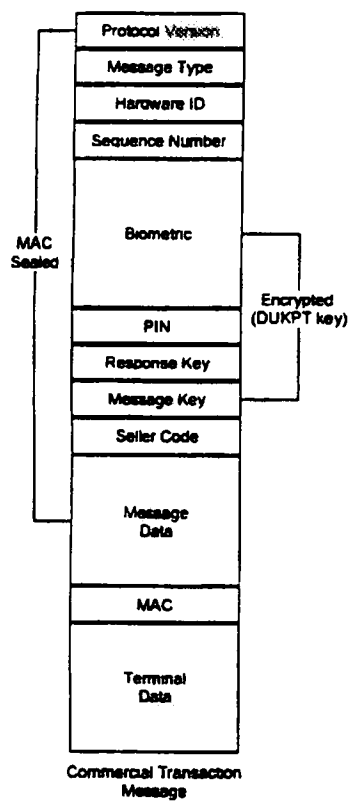 Protocol Version
Message Type
Hardware ID
Sequence Number
Biometric
MAC
Sealed
Encrypted
(DUKPT key)
PIN
Response Key
Message Key
Seller Code
Message
Data
MAC
Terminal
Data
Commercial Transaction
Message